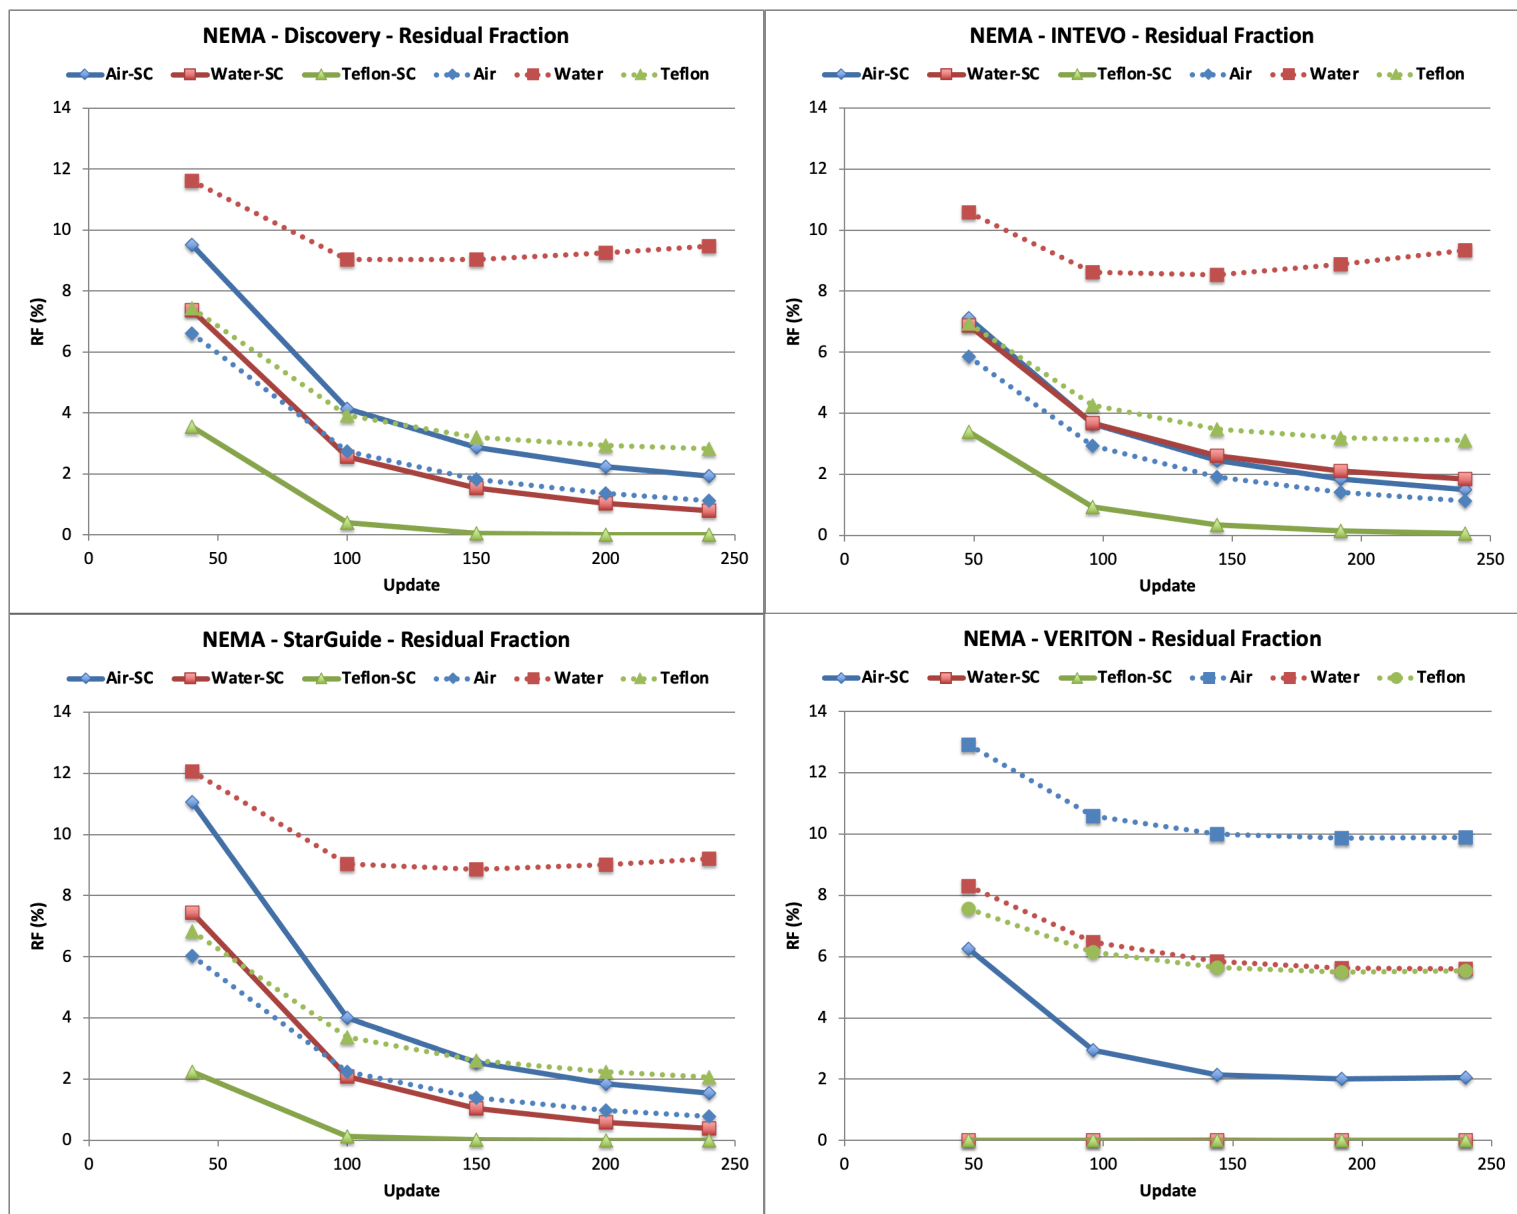 NEMA - Discovery - Residual Fraction
Air-SC Water-SC Teflon-SC Air Water Teflon
14
12
10
8
6
4
2
0
RF (%)
0 50 100 150 200 250
Update
NEMA - INTEVO - Residual Fraction
Air-SC Water-SC Teflon-SC Air Water Teflon
14
12
10
8
6
4
2
0
RF (%)
0 50 100 150 200 250
Update
NEMA - StarGuide - Residual Fraction
Air-SC Water-SC Teflon-SC Air Water Teflon
14
12
10
8
6
4
2
0
RF (%)
0 50 100 150 200 250
Update
NEMA - VERITON - Residual Fraction
Air-SC Water-SC Teflon-SC Air Water Teflon
14
12
10
8
6
4
2
0
RF (%)
0 50 100 150 200 250
Update